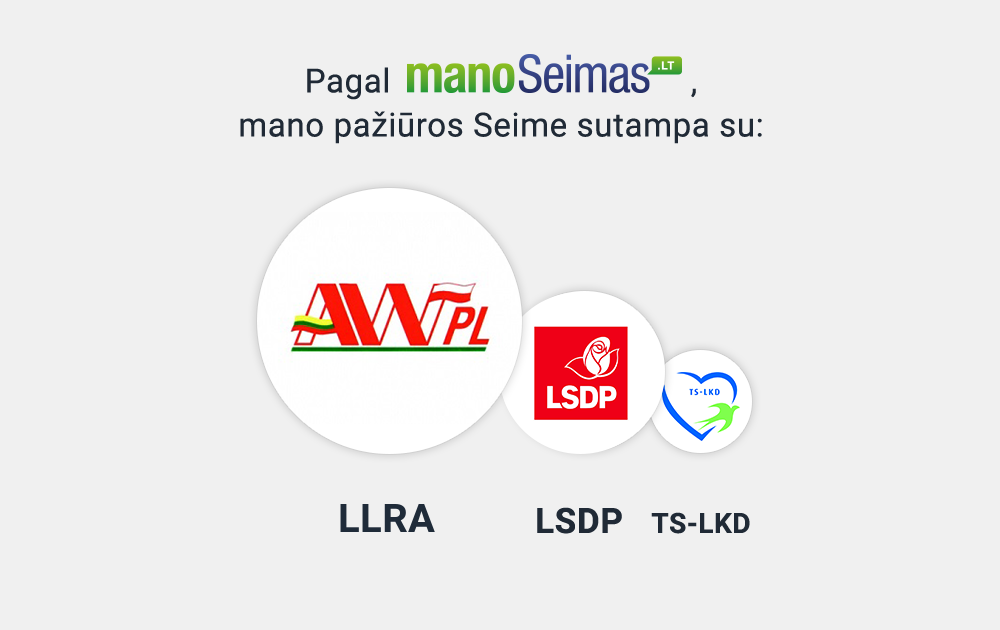 Pagal manoSeimas.LT ,
mano pažiūros Seime sutampa su:
AWPL
LSDP
TS-LKD
LLRA LSDP TS-LKD